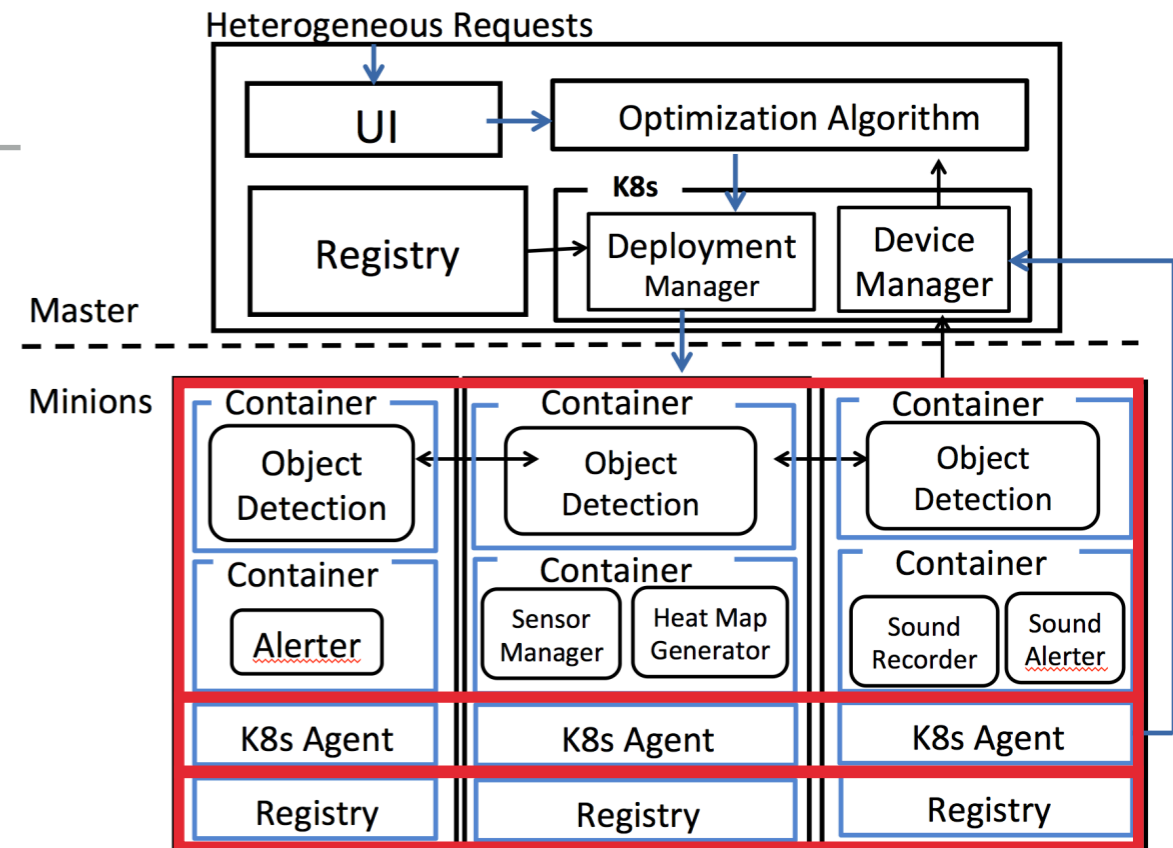 Heterogeneous Requests
UI
Optimization Algorithm
K8s
Registry
Deployment
Manager
Device
Manager
Master
Minions
Container
Object
Detection
Container
Object
Detection
Container
Object
Detection
Container
Alerter
Container
Sensor
Manager
Heat Map
Generator
Container
Sound
Recorder
Sound
Alerter
K8s Agent
K8s Agent
K8s Agent
Registry
Registry
Registry